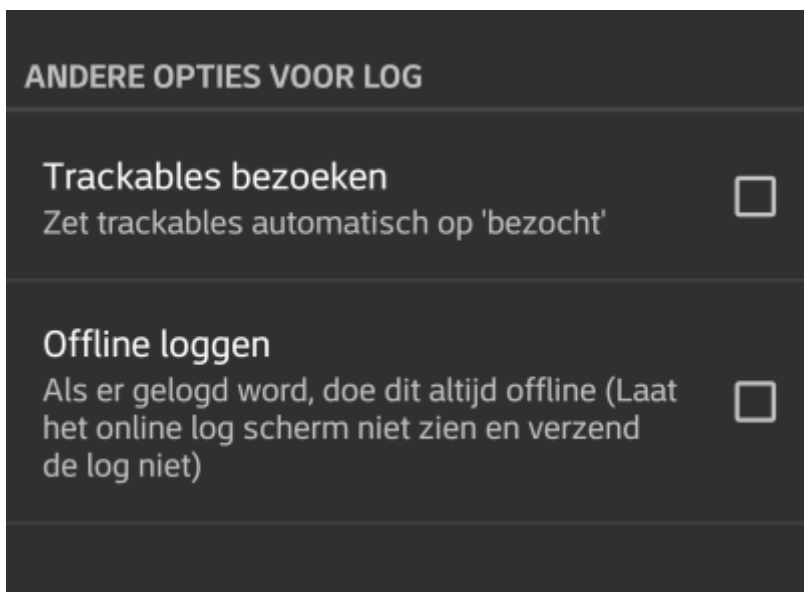 ANDERE OPTIES VOOR LOG
Trackables bezoeken
Zet trackables automatisch op 'bezocht'
Offline loggen
Als er gelogd word, doe dit altijd offline (Laat
het online log scherm niet zien en verzend
de log niet)